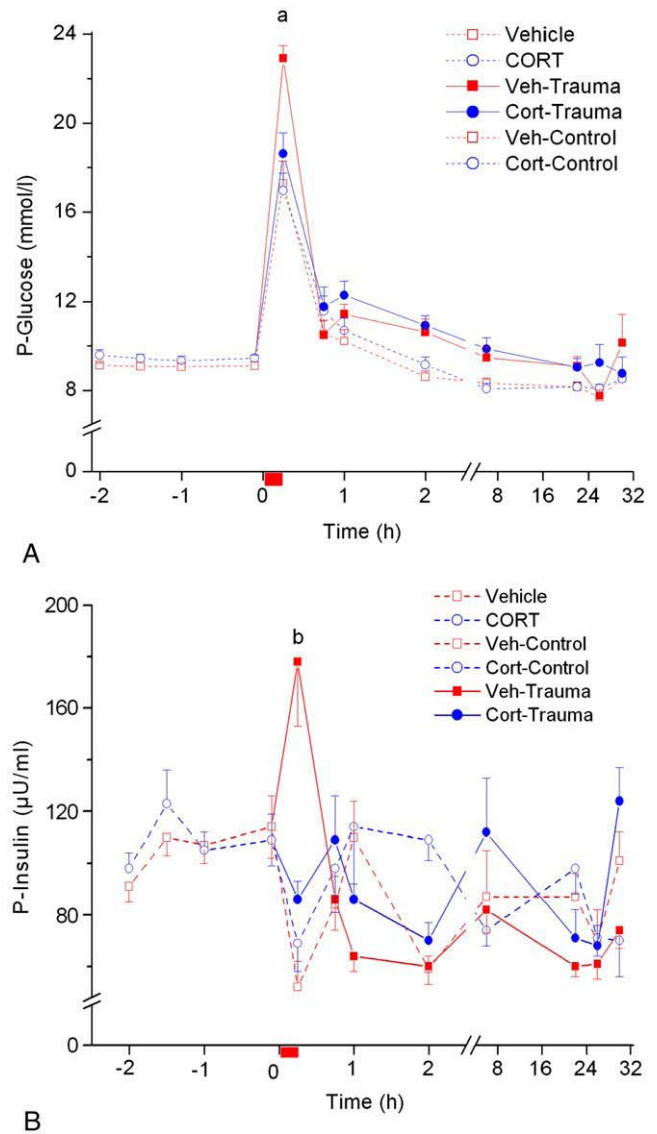 a
24
20
16
12
8
0
P-Glucose (mmol/l)
Vehicle
CORT
Veh-Trauma
Cort-Trauma
Veh-Control
Cort-Control
-2 -1 0 1 2 8 16 24 32
Time (h)
A
200
160
120
80
0
P-Insulin (µU/ml)
b
Vehicle
CORT
Veh-Control
Cort-Control
Veh-Trauma
Cort-Trauma
-2 -1 0 1 2 8 16 24 32
Time (h)
B